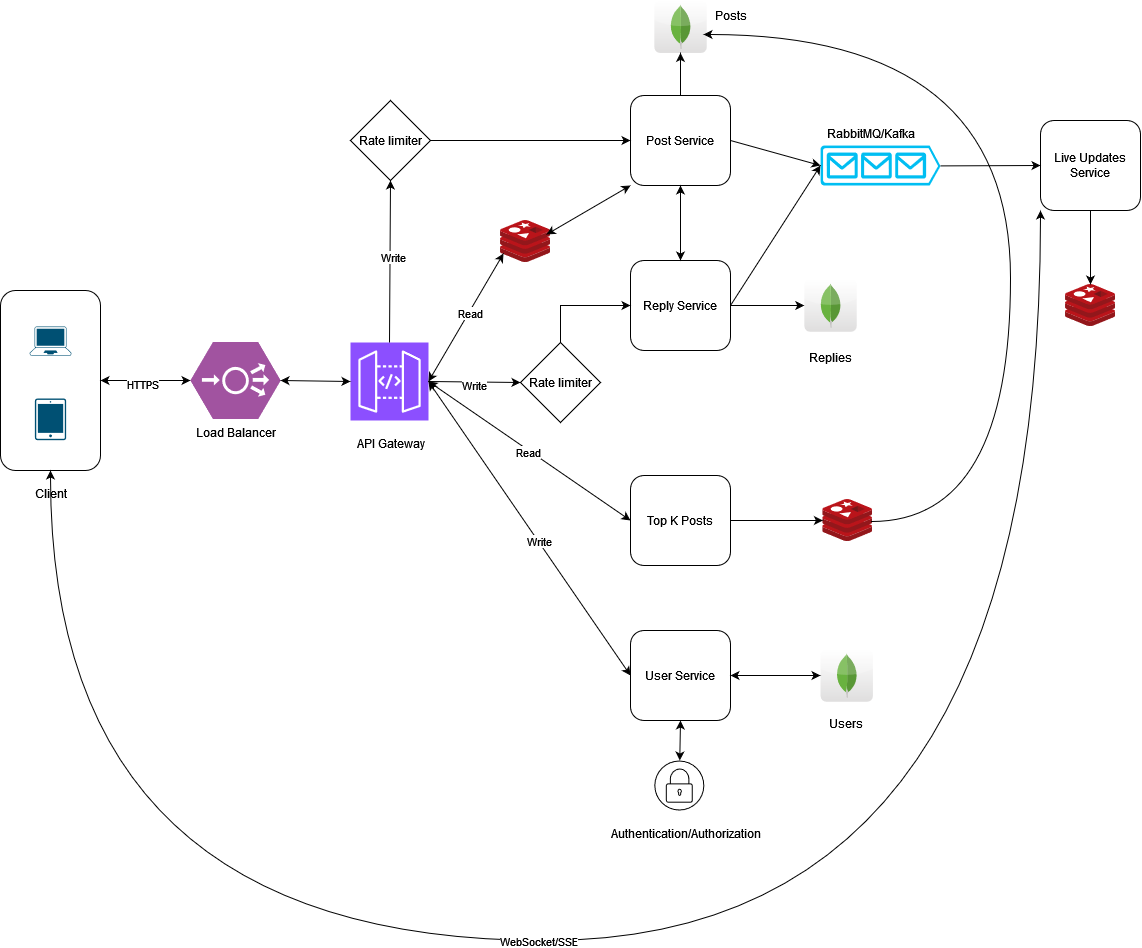 Posts
RabbitMQ/Kafka
Rate limiter
Post Service
Live Updates
Service
Write
Read
Reply Service
Replies
HTTPS
Write
Rate limiter
Load Balancer
API Gateway
Read
Client
Top K Posts
Write
User Service
Users
Authentication/Authorization
WebSocket/SSE